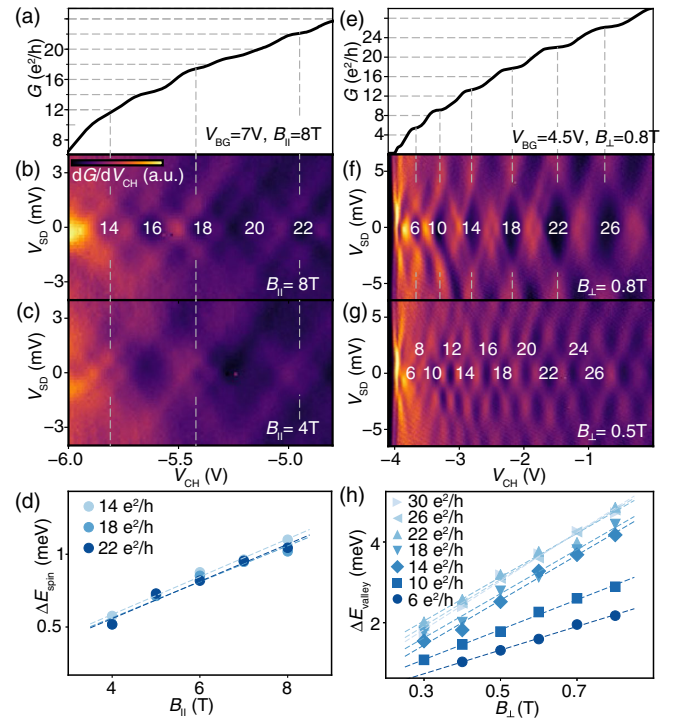 (a)
G (e²/h)
20
16
12
8
V_BG=7V, B_||=8T
(b)
dG/dV_CH (a.u.)
V_SD (mV)
3
0
−3
14 16 18 20 22
B_||= 8T
(c)
V_SD (mV)
3
0
−3
B_||= 4T
−6.0 −5.5 −5.0
V_CH (V)
(d)
14 e²/h
18 e²/h
22 e²/h
ΔE_spin (meV)
1
0.5
4 6 8
B_||(T)
(e)
G (e²/h)
28
24
20
16
12
8
4
V_BG=4.5V, B_⊥=0.8T
(f)
V_SD (mV)
5
0
−5
6 10 14 18 22 26
B_⊥= 0.8T
(g)
V_SD (mV)
5
0
−5
8 12 16 20 24
6 10 14 18 22 26
B_⊥= 0.5T
−4 −3 −2 −1
V_CH (V)
(h)
30 e²/h
26 e²/h
22 e²/h
18 e²/h
14 e²/h
10 e²/h
6 e²/h
ΔE_valley (meV)
4
2
0.3 0.5 0.7
B_⊥(T)